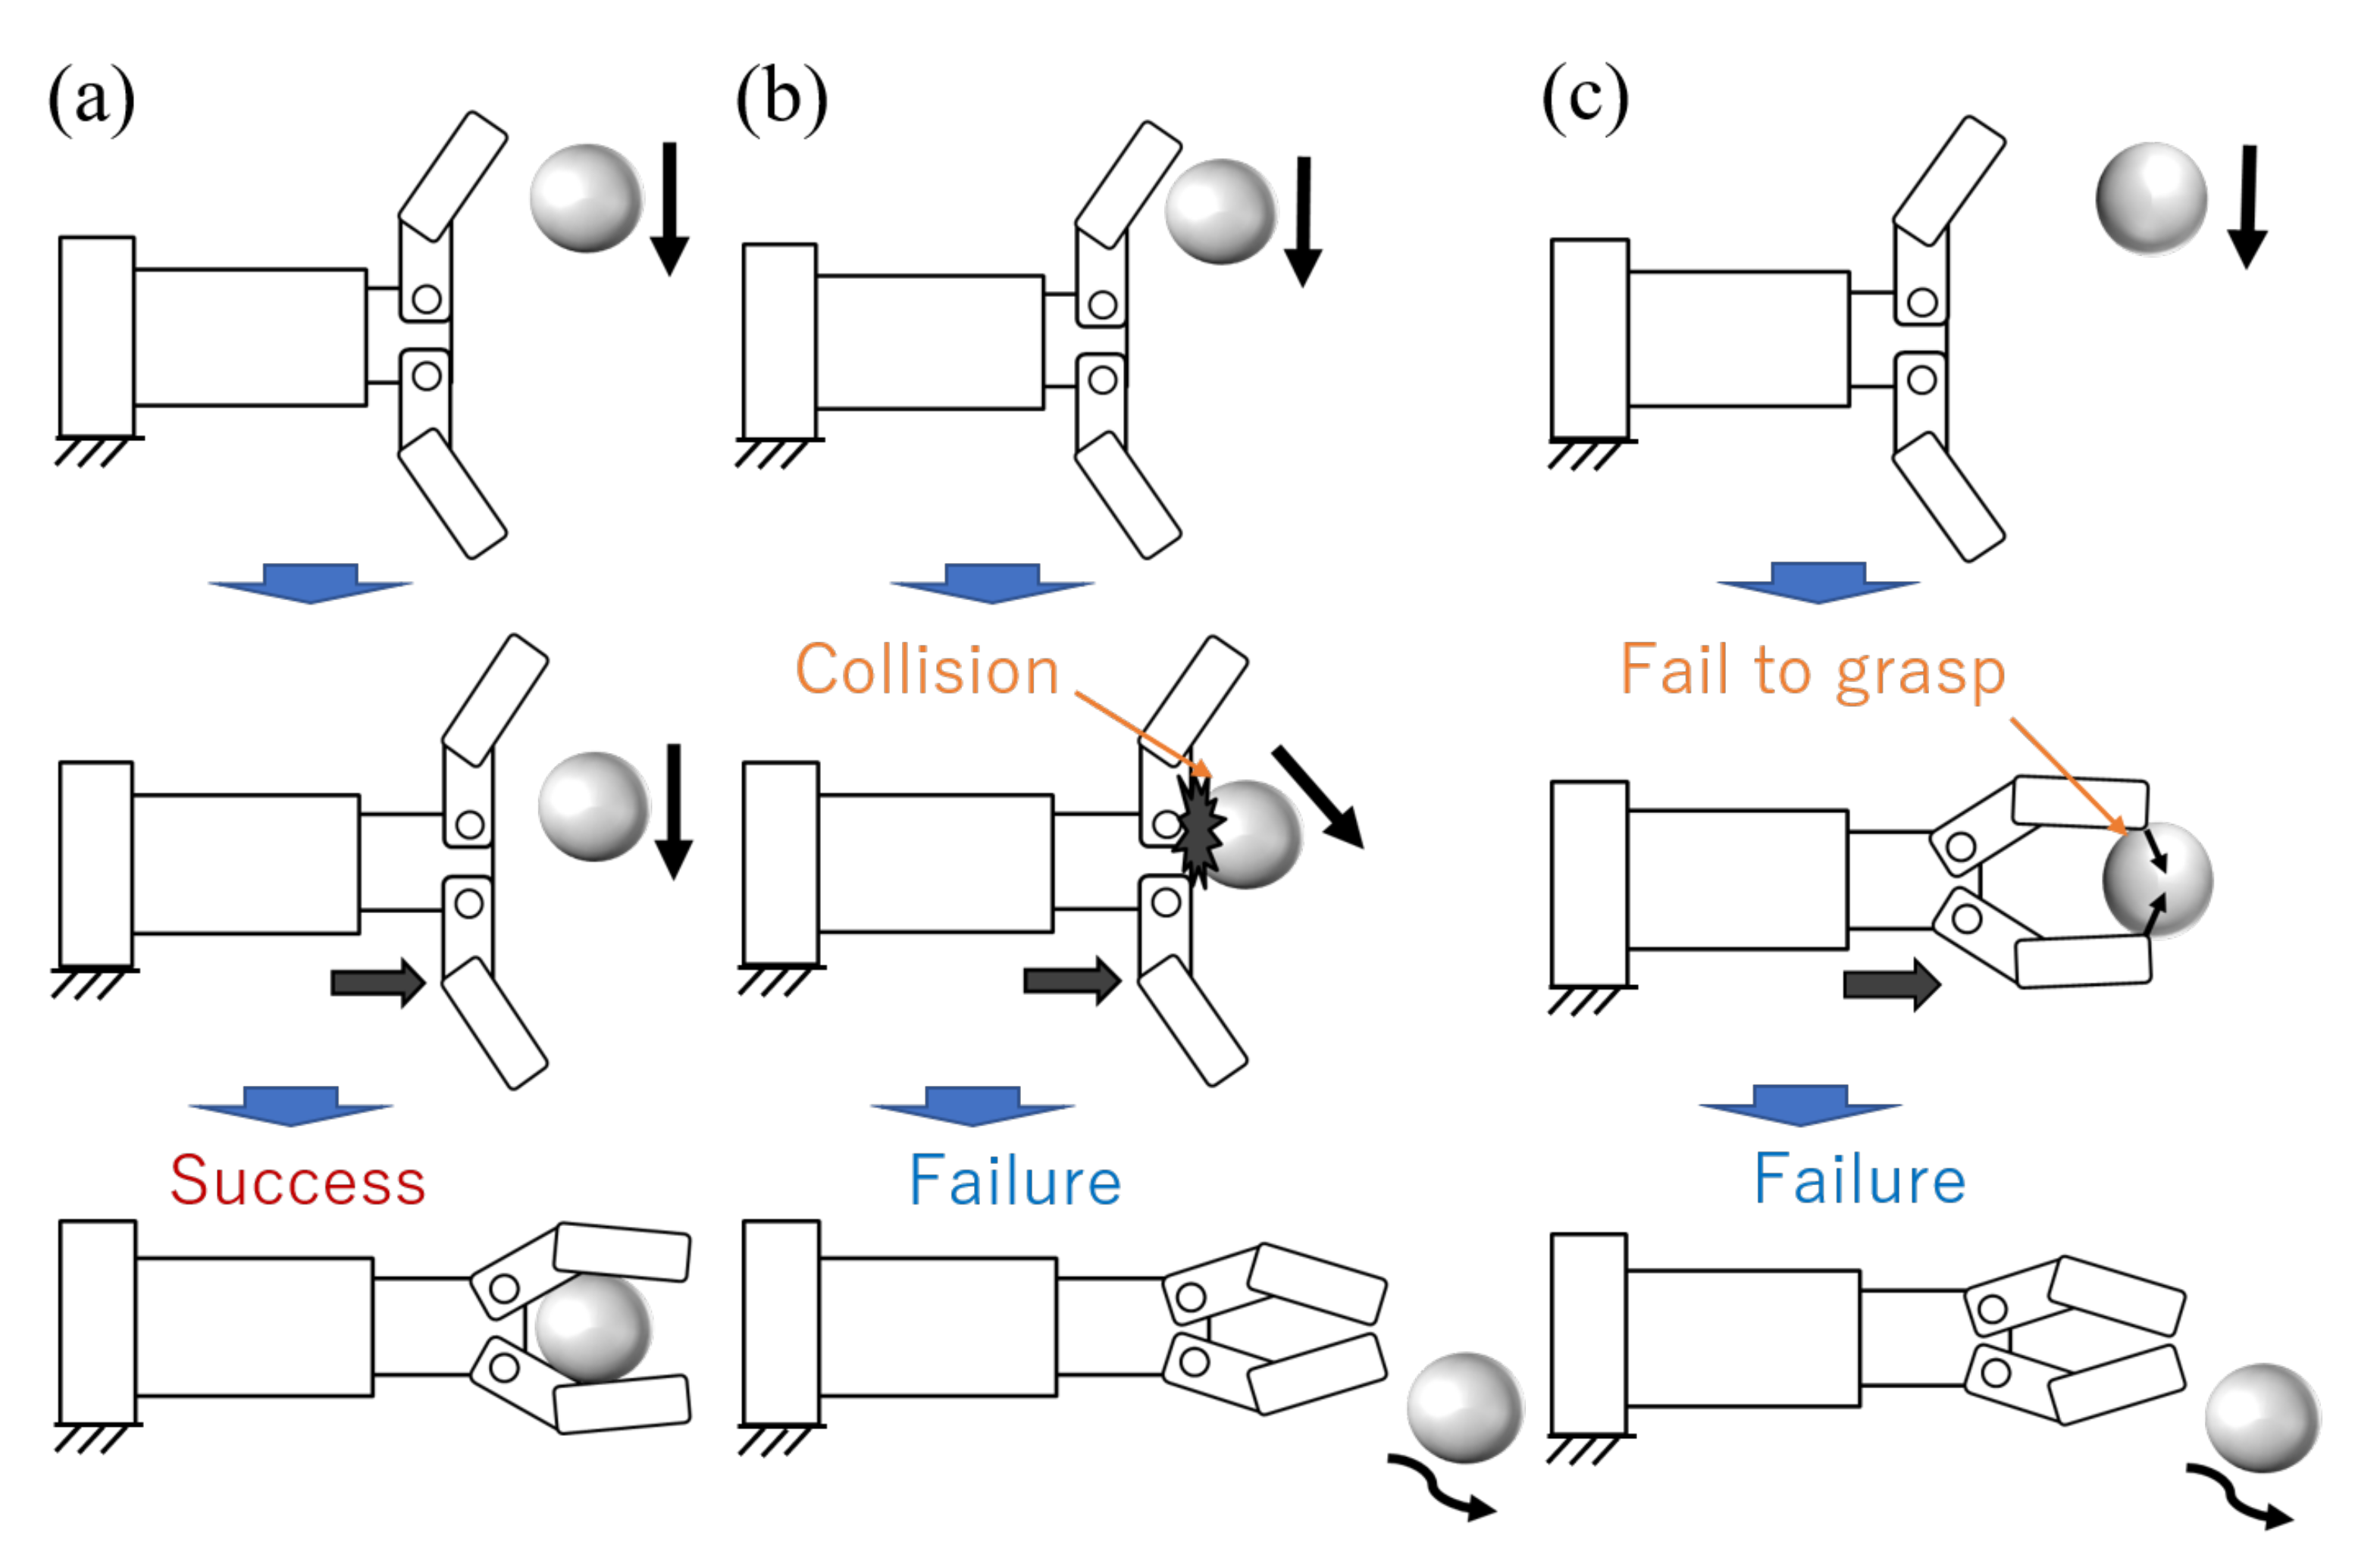 (a)
(b)
(c)
Collision
Fail to grasp
Success
Failure
Failure